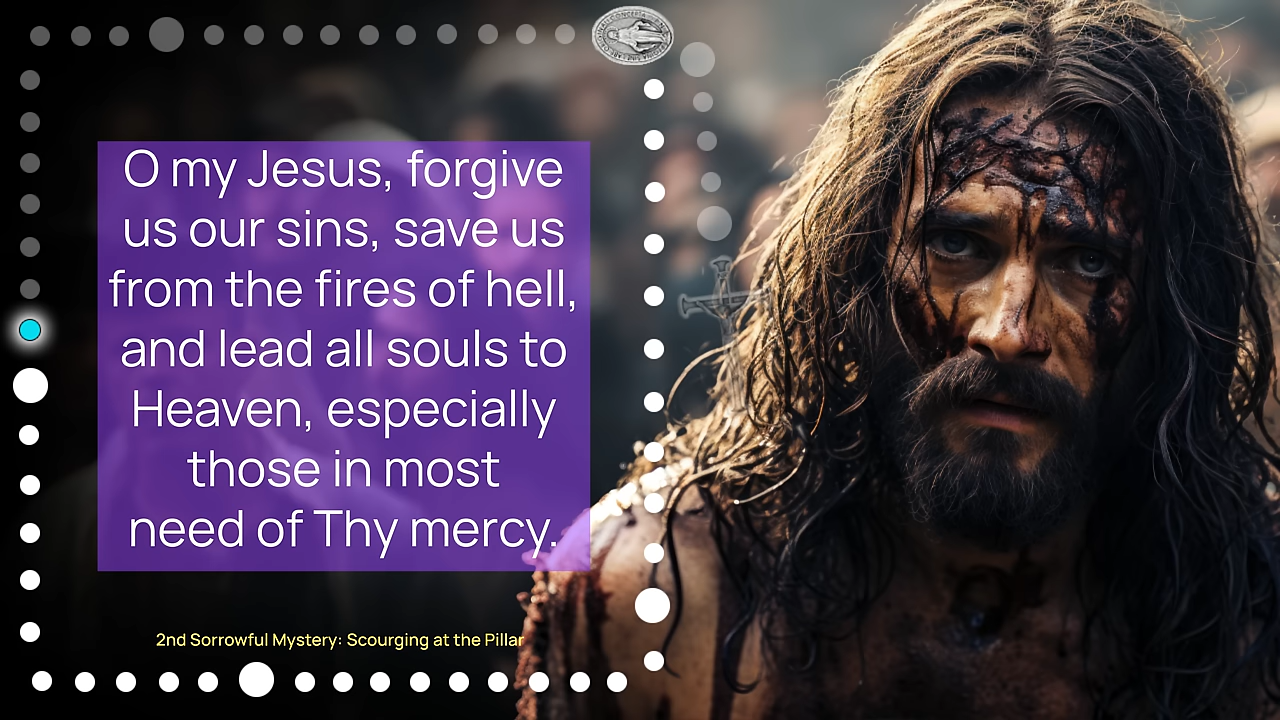 O my Jesus, forgive
us our sins, save us
from the fires of hell,
and lead all souls to
Heaven, especially
those in most
need of Thy mercy.
2nd Sorrowful Mystery: Scourging at the Pillar